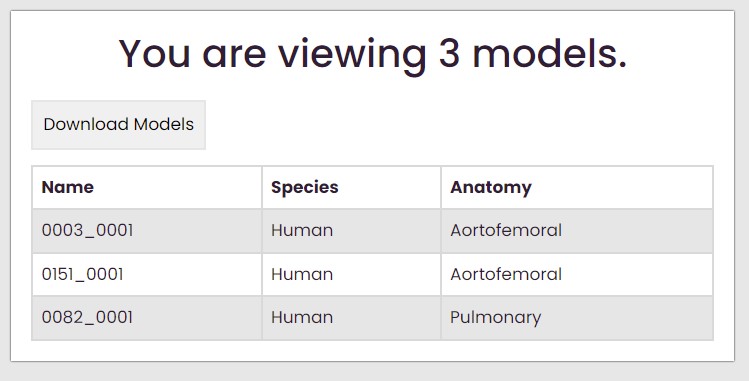 You are viewing 3 models.
Download Models
Name Species Anatomy
0003_0001 Human Aortofemoral
0151_0001 Human Aortofemoral
0082_0001 Human Pulmonary